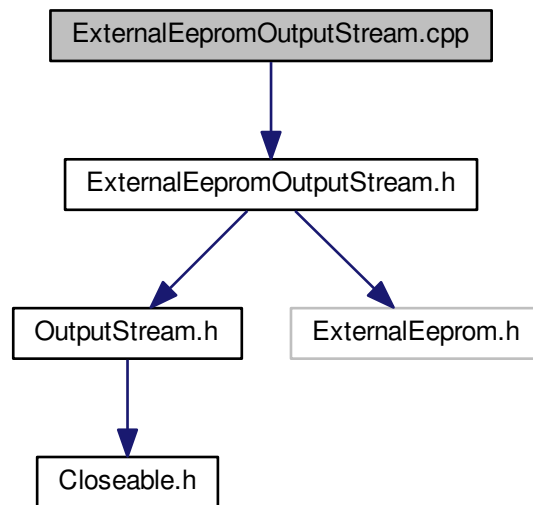 ExternalEepromOutputStream.cpp
ExternalEepromOutputStream.h
OutputStream.h
ExternalEeprom.h
Closeable.h